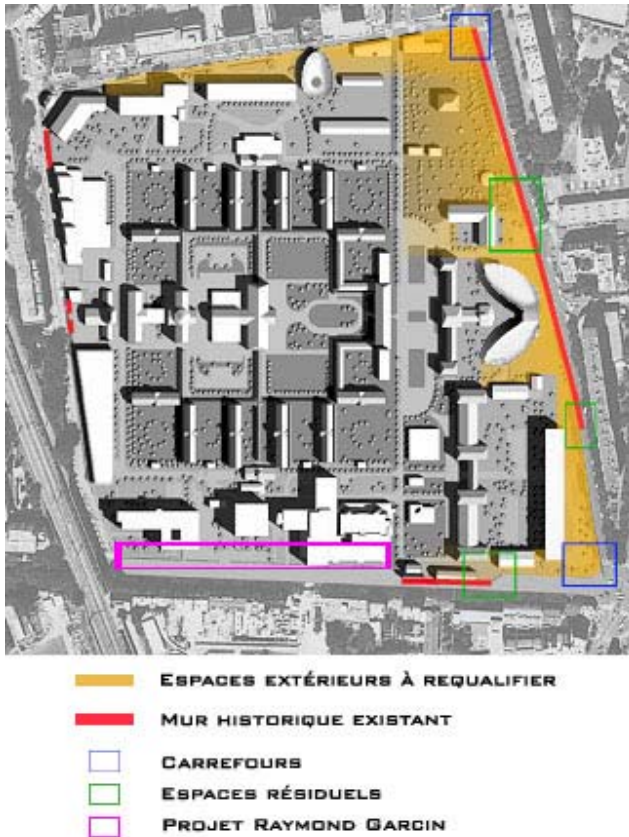 ESPACES EXTÉRIEURS À REQUALIFIER
MUR HISTORIQUE EXISTANT
CARREFOURS
ESPACES RÉSIDUELS
PROJET RAYMOND GARCIN